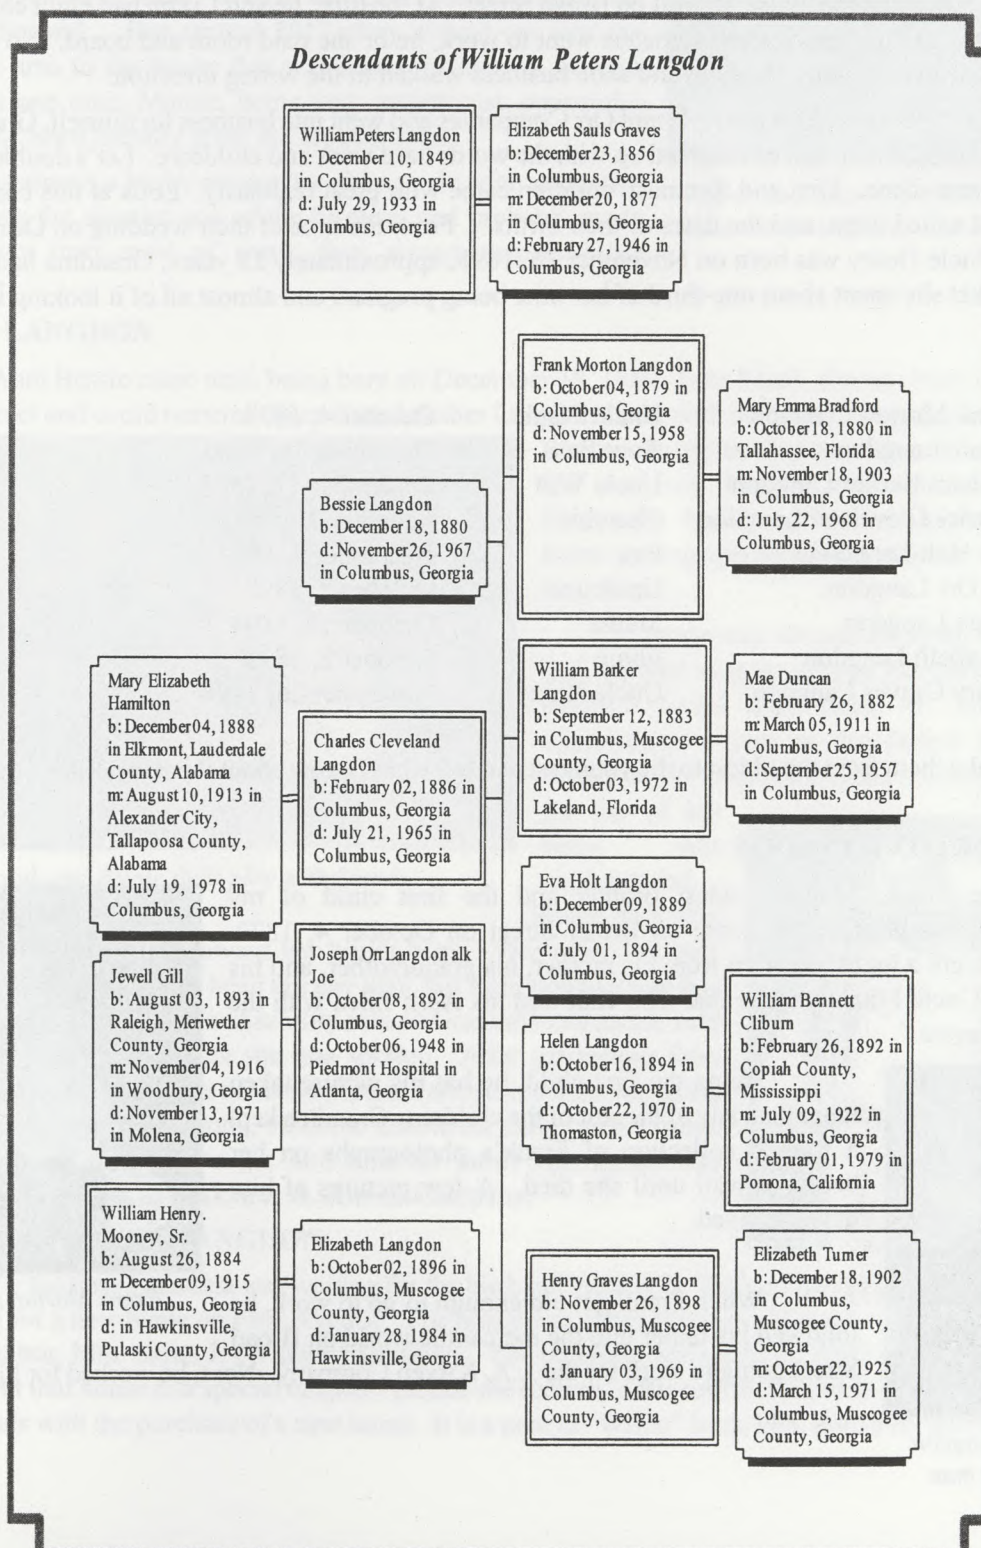 Descendants of William Peters Langdon
William Peters Langdon
b: December 10, 1849
in Columbus, Georgia
d: July 29, 1933 in
Columbus, Georgia
Elizabeth Sauls Graves
b: December 23, 1856
in Columbus, Georgia
m: December 20, 1877
in Columbus, Georgia
d: February 27, 1946 in
Columbus, Georgia
Frank Morton Langdon
b: October 04, 1879 in
Columbus, Georgia
d: November 15, 1958
in Columbus, Georgia
Mary Emma Bradford
b: October 18, 1880 in
Tallahassee, Florida
m: November 18, 1903
in Columbus, Georgia
d: July 22, 1968 in
Columbus, Georgia
Bessie Langdon
b: December 18, 1880
d: November 26, 1967
in Columbus, Georgia
William Barker
Langdon
b: September 12, 1883
in Columbus, Muscogee
County, Georgia
d: October 03, 1972 in
Lakeland, Florida
Mae Duncan
b: February 26, 1882
m: March 05, 1911 in
Columbus, Georgia
d: September 25, 1957
in Columbus, Georgia
Mary Elizabeth
Hamilton
b: December 04, 1888
in Elkmont, Lauderdale
County, Alabama
m: August 10, 1913 in
Alexander City,
Tallapoosa County,
Alabama
d: July 19, 1978 in
Columbus, Georgia
Charles Cleveland
Langdon
b: February 02, 1886 in
Columbus, Georgia
d: July 21, 1965 in
Columbus, Georgia
Eva Holt Langdon
b: December 09, 1889
in Columbus, Georgia
d: July 01, 1894 in
Columbus, Georgia
Jewell Gill
b: August 03, 1893 in
Raleigh, Meriwether
County, Georgia
m: November 04, 1916
in Woodbury, Georgia
d: November 13, 1971
in Molena, Georgia
Joseph Orr Langdon alk
Joe
b: October 08, 1892 in
Columbus, Georgia
d: October 06, 1948 in
Piedmont Hospital in
Atlanta, Georgia
Helen Langdon
b: October 16, 1894 in
Columbus, Georgia
d: October 22, 1970 in
Thomaston, Georgia
William Bennett
Cliburn
b: February 26, 1892 in
Copiah County,
Mississippi
m: July 09, 1922 in
Columbus, Georgia
d: February 01, 1979 in
Pomona, California
William Henry.
Mooney, Sr.
b: August 26, 1884
m: December 09, 1915
in Columbus, Georgia
d: in Hawkinsville,
Pulaski County, Georgia
Elizabeth Langdon
b: October 02, 1896 in
Columbus, Muscogee
County, Georgia
d: January 28, 1984 in
Hawkinsville, Georgia
Henry Graves Langdon
b: November 26, 1898
in Columbus, Muscogee
County, Georgia
d: January 03, 1969 in
Columbus, Muscogee
County, Georgia
Elizabeth Turner
b: December 18, 1902
in Columbus,
Muscogee County,
Georgia
m: October 22, 1925
d: March 15, 1971 in
Columbus, Muscogee
County, Georgia